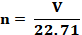 n = V
22.71